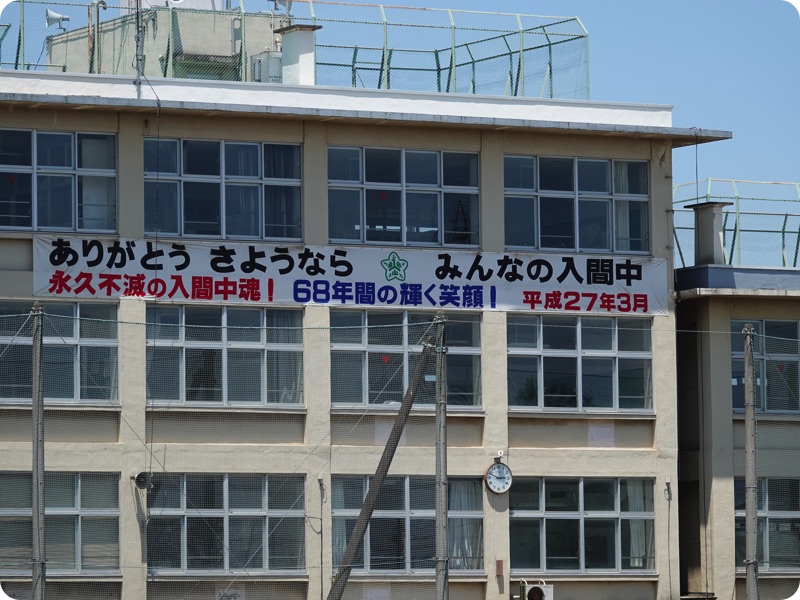 ありがとう さようなら みんなの入間中
永久不滅の入間中魂！ 68年間の輝く笑顔！ 平成27年3月